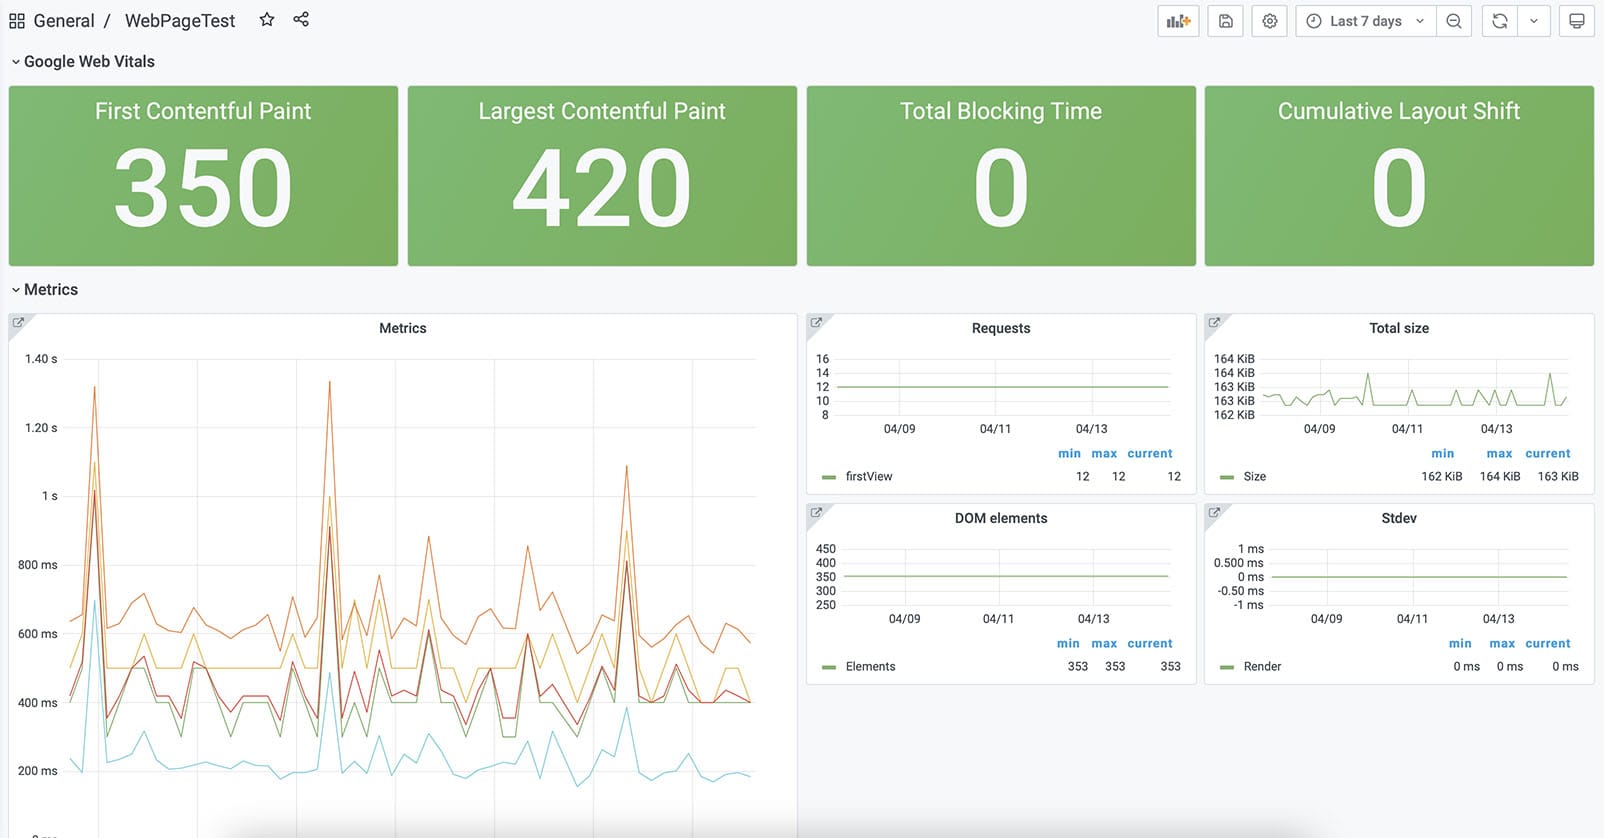 General / WebPageTest
Last 7 days
Google Web Vitals
First Contentful Paint
350
Largest Contentful Paint
420
Total Blocking Time
0
Cumulative Layout Shift
0
Metrics
Metrics
1.40 s
1.20 s
1 s
800 ms
600 ms
400 ms
200 ms
Requests
16
14
12
10
8
04/09 04/11 04/13
min max current
firstView 12 12 12
Total size
164 KiB
164 KiB
163 KiB
163 KiB
162 KiB
04/09 04/11 04/13
min max current
Size 162 KiB 164 KiB 163 KiB
DOM elements
450
400
350
300
250
04/09 04/11 04/13
min max current
Elements 353 353 353
Stdev
1 ms
0.500 ms
0 ms
-0.50 ms
-1 ms
04/09 04/11 04/13
min max current
Render 0 ms 0 ms 0 ms